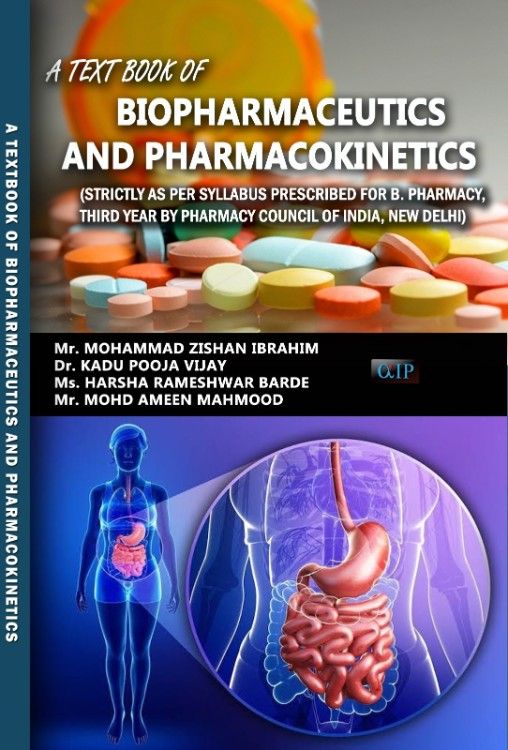 A TEXTBOOK OF BIOPHARMACEUTICS AND PHARMACOKINETICS
A TEXT BOOK OF
BIOPHARMACEUTICS
AND PHARMACOKINETICS
(STRICTLY AS PER SYLLABUS PRESCRIBED FOR B. PHARMACY,
THIRD YEAR BY PHARMACY COUNCIL OF INDIA, NEW DELHI)
Mr. MOHAMMAD ZISHAN IBRAHIM
Dr. KADU POOJA VIJAY
Ms. HARSHA RAMESHWAR BARDE
Mr. MOHD AMEEN MAHMOOD
αIP